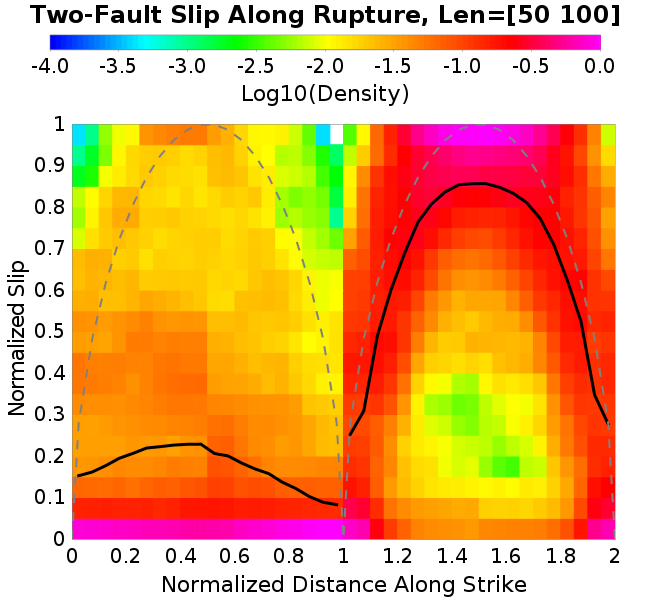 Two-Fault Slip Along Rupture, Len=[50 100]
-4.0 -3.5 -3.0 -2.5 -2.0 -1.5 -1.0 -0.5 0.0
Log10(Density)
1
0.9
0.8
0.7
0.6
0.5
0.4
0.3
0.2
0.1
0
Normalized Slip
0 0.2 0.4 0.6 0.8 1 1.2 1.4 1.6 1.8 2
Normalized Distance Along Strike